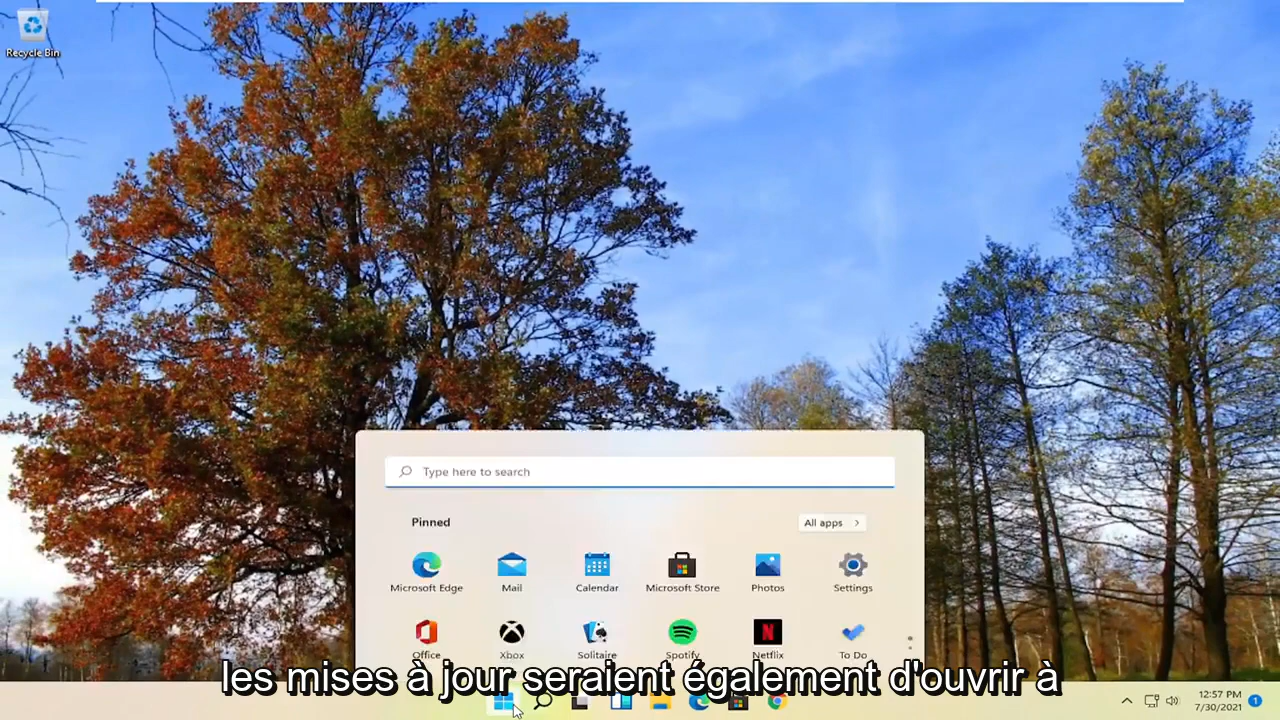 Recycle Bin
Type here to search
Pinned
All apps
Microsoft Edge
Mail
Calendar
Microsoft Store
Photos
Settings
Office
Xbox
Solitaire
Spotify
Netflix
To Do
les mises à jour seraient également d'ouvrir à
12:57 PM
7/30/2021
1